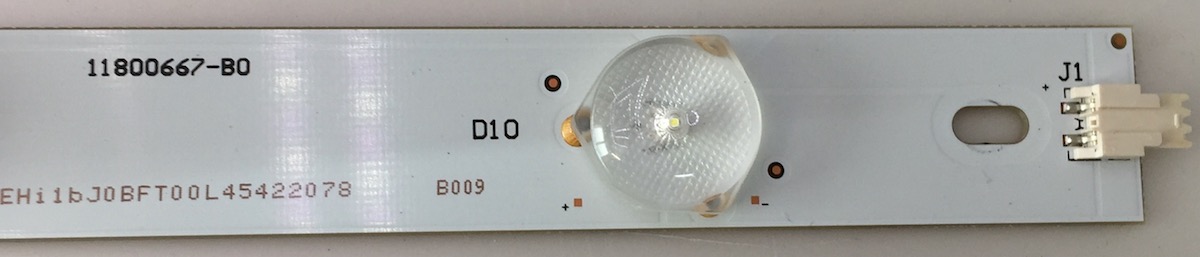 11800667-B0
J1
D10
EHi1bJ0BFT00L45422078
B009
+
+
-